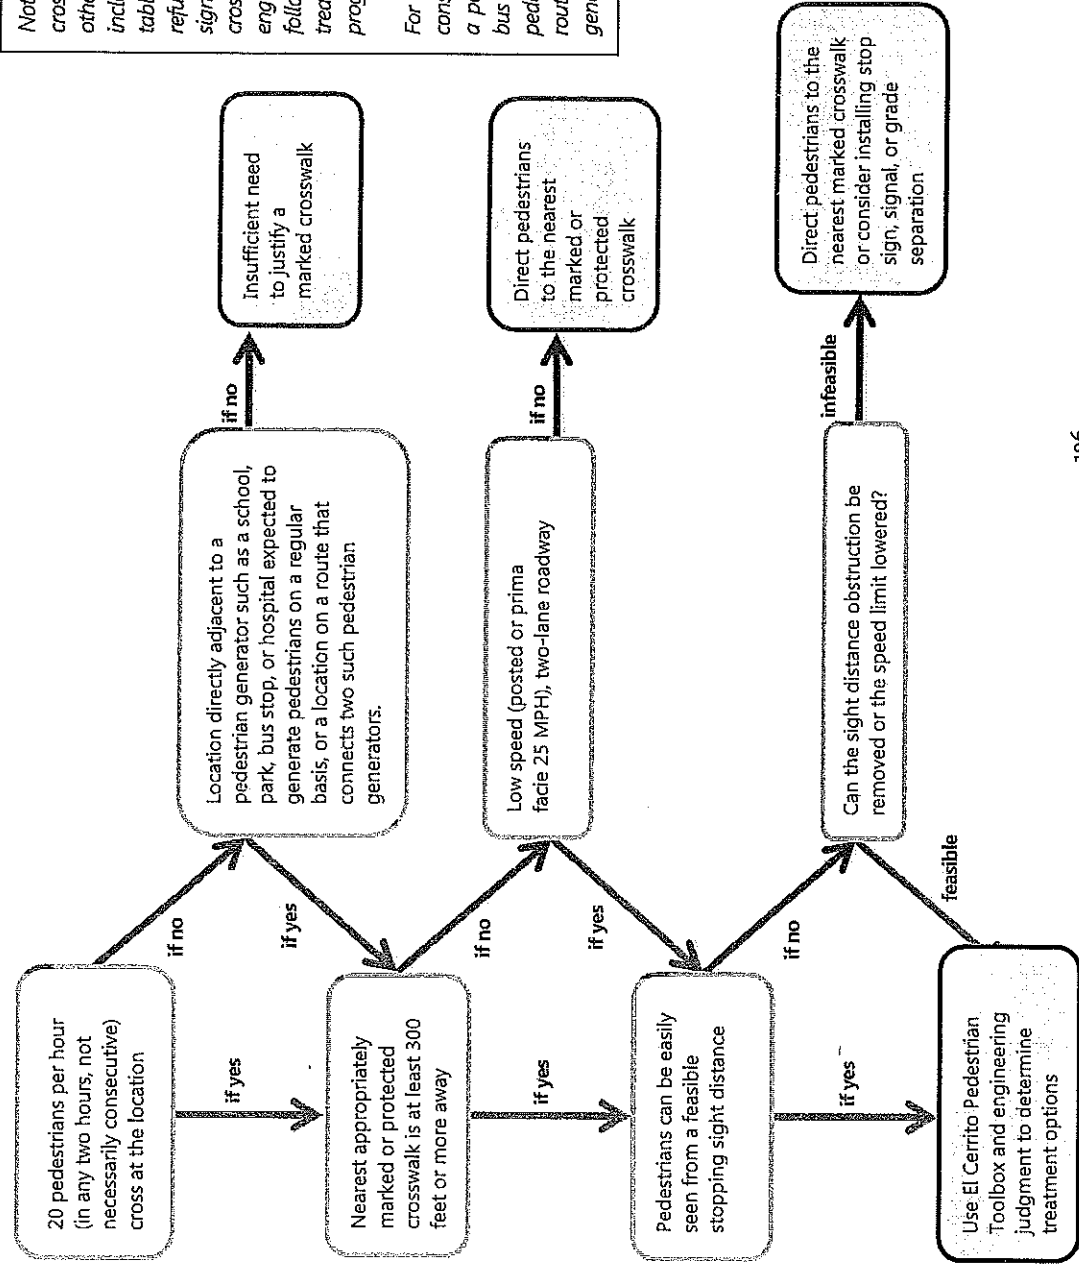 20 pedestrians per hour
(in any two hours, not
necessarily consecutive)
cross at the location
if no
if yes
Location directly adjacent to a
pedestrian generator such as a school,
park, bus stop, or hospital expected to
generate pedestrians on a regular
basis, or a location on a route that
connects two such pedestrian
generators.
if no
Insufficient need
to justify a
marked crosswalk
if yes
Nearest appropriately
marked or protected
crosswalk is at least 300
feet or more away
if no
if yes
Low speed (posted or prima
facie 25 MPH), two-lane roadway
if no
Direct pedestrians
to the nearest
marked or
protected
crosswalk
if yes
Pedestrians can be easily
seen from a feasible
stopping sight distance
if no
if yes
Can the sight distance obstruction be
removed or the speed limit lowered?
infeasible
Direct pedestrians to the
nearest marked crosswalk
or consider installing stop
sign, signal, or grade
separation
feasible
Use El Cerrito Pedestrian
Toolbox and engineering
judgment to determine
treatment options
For
a
bus